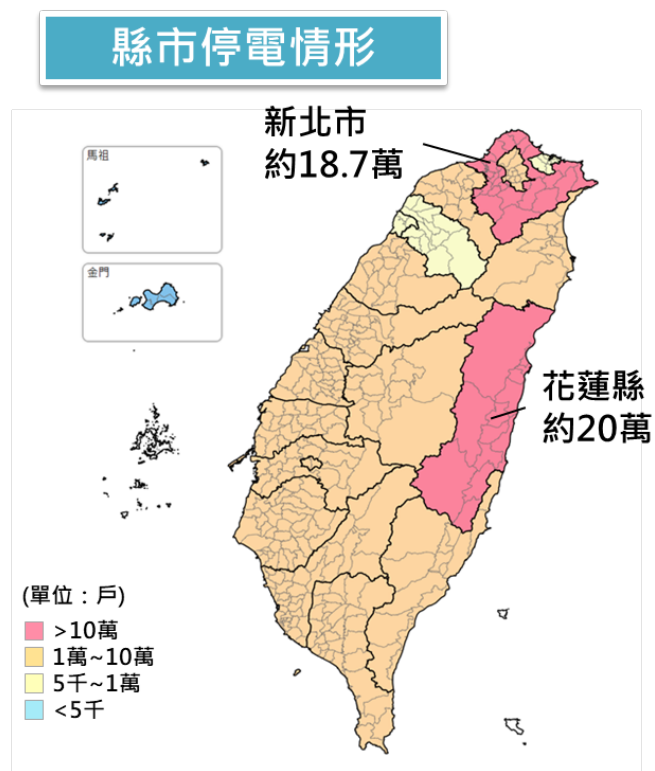 縣市停電情形
新北市
約18.7萬
馬祖
金門
花蓮縣
約20萬
(單位：戶)
>10萬
1萬~10萬
5千~1萬
<5千